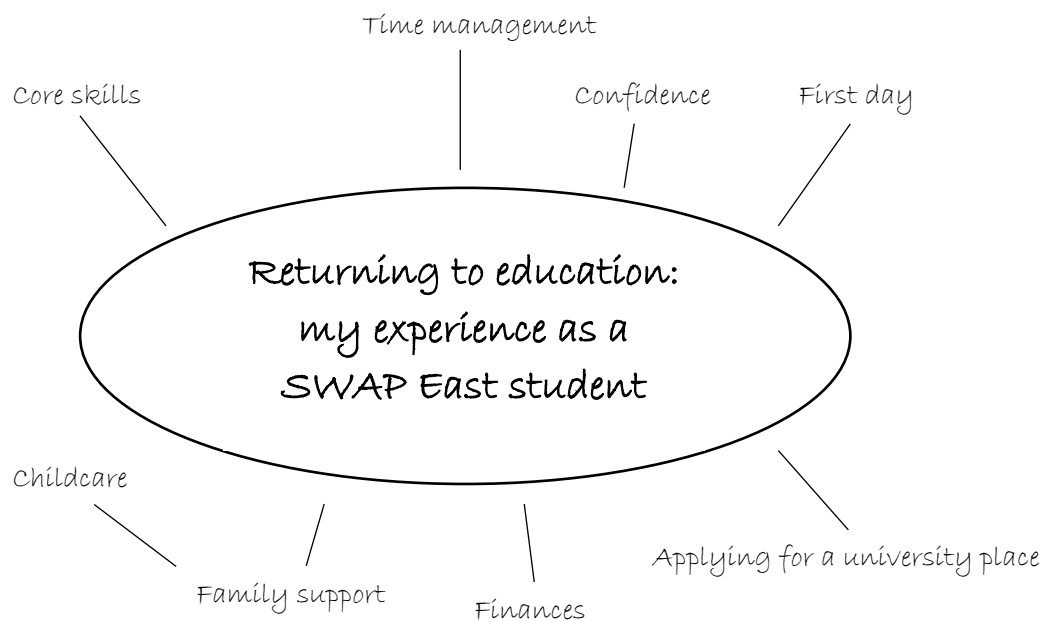 Time management
Core skills
Confidence
First day
Returning to education:
my experience as a
SWAP East student
Childcare
Applying for a university place
Family support
Finances